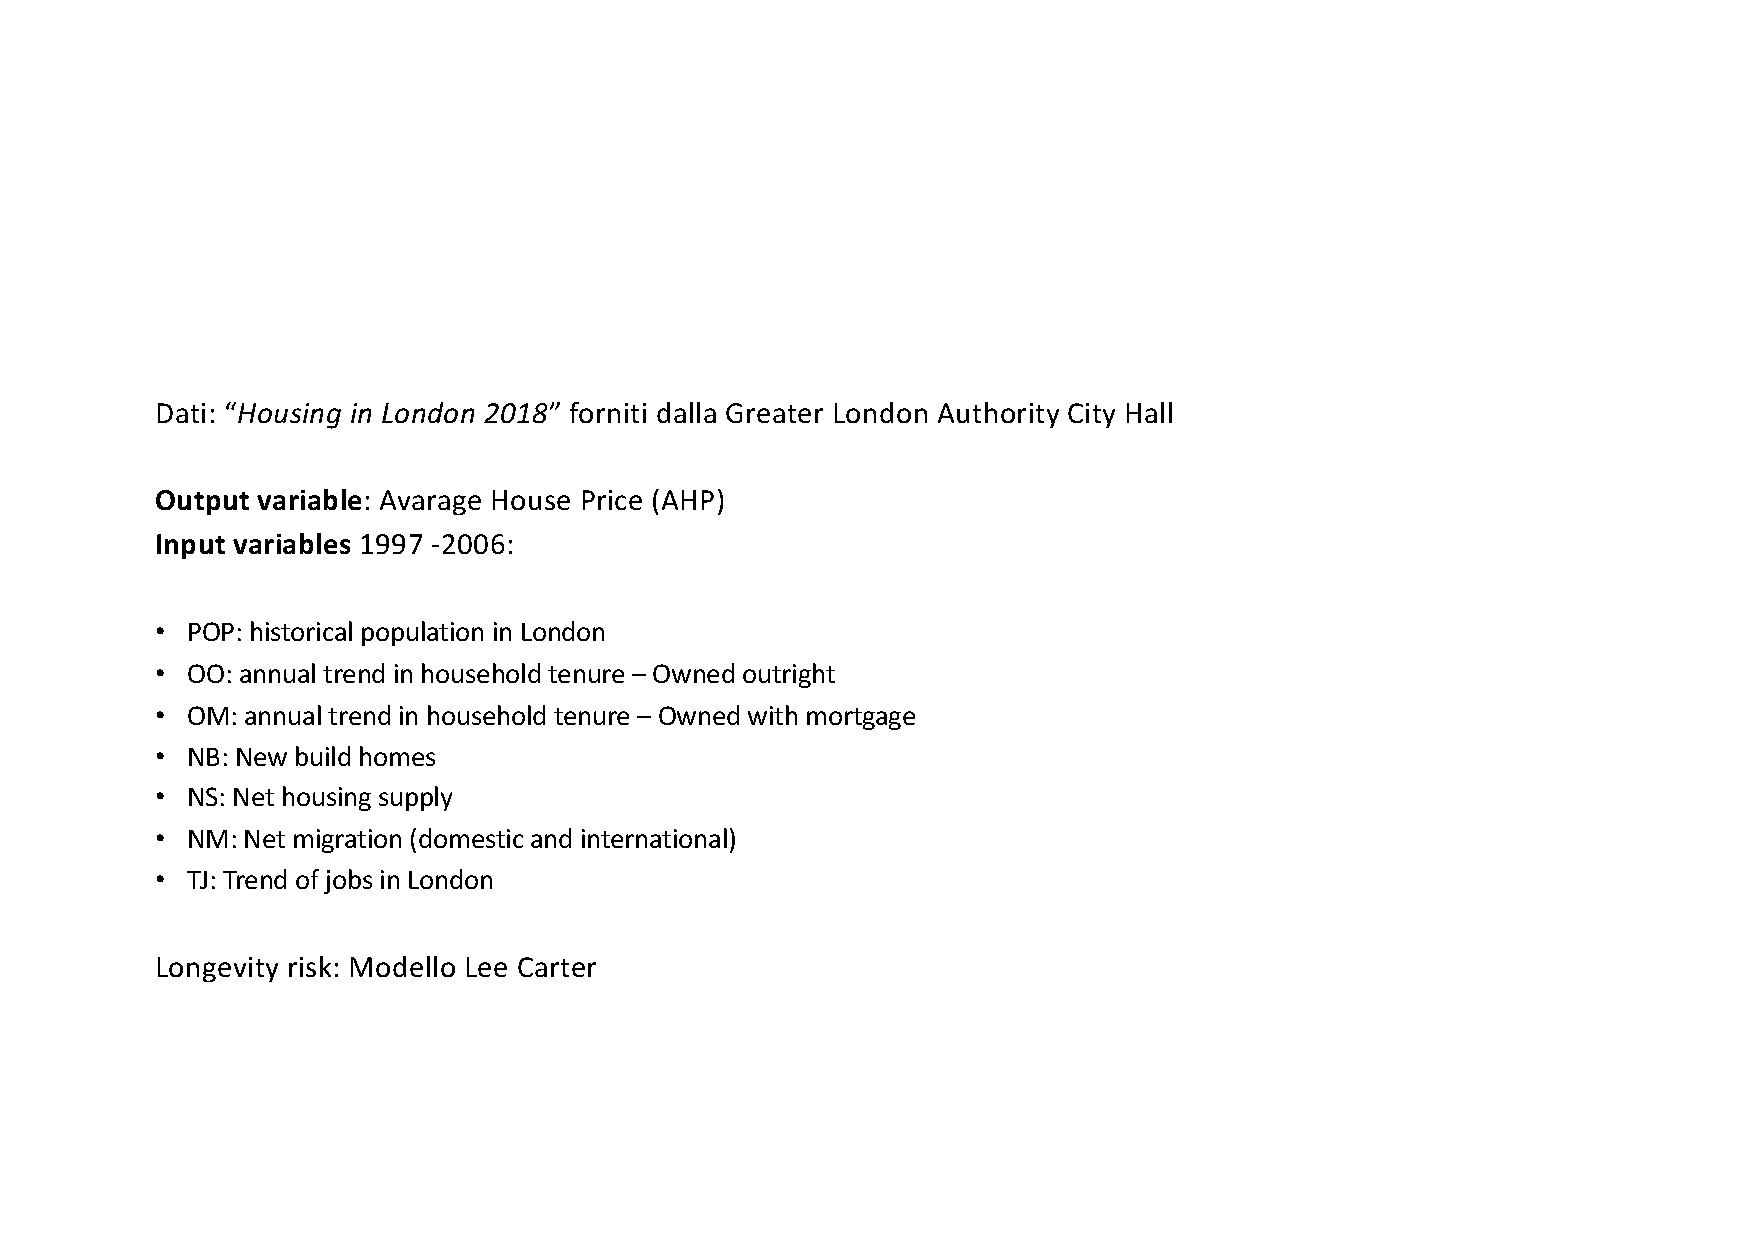 Dati: “Housing in London 2018” forniti dalla Greater London Authority City Hall
Output variable: Avarage House Price (AHP)
Input variables 1997 -2006:
• POP: historical population in London
• OO: annual trend in household tenure – Owned outright
• OM: annual trend in household tenure – Owned with mortgage
• NB: New build homes
• NS: Net housing supply
• NM: Net migration (domestic and international)
• TJ: Trend of jobs in London
Longevity risk: Modello Lee Carter